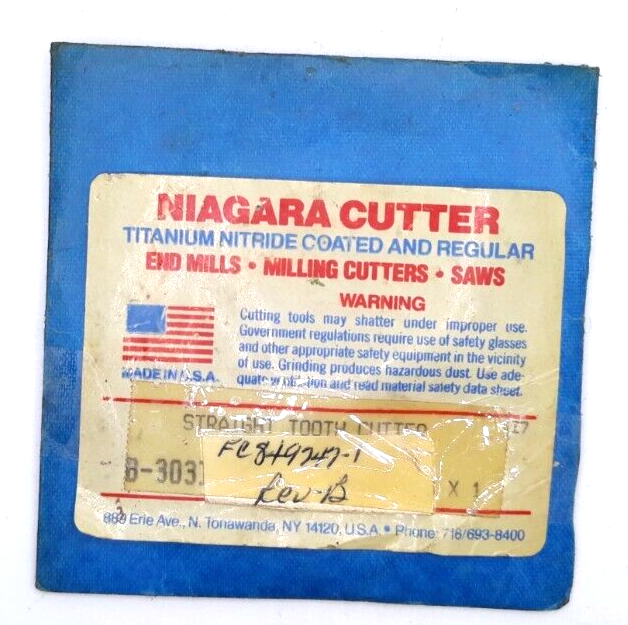 NIAGARA CUTTER
TITANIUM NITRIDE COATED AND REGULAR
END MILLS • MILLING CUTTERS • SAWS
WARNING
Cutting tools may shatter under improper use.
Government regulations require use of safety glasses
and other appropriate safety equipment in the vicinity
of use. Grinding produces hazardous dust. Use ade-
quate ventilation and read material safety data sheet.
MADE IN U.S.A.
STRAIGHT TOOTH CUTTER
X 1
Rev-B
Erie Ave., N. Tonawanda, NY 14120, U.S.A. • Phone: 716/693-8400